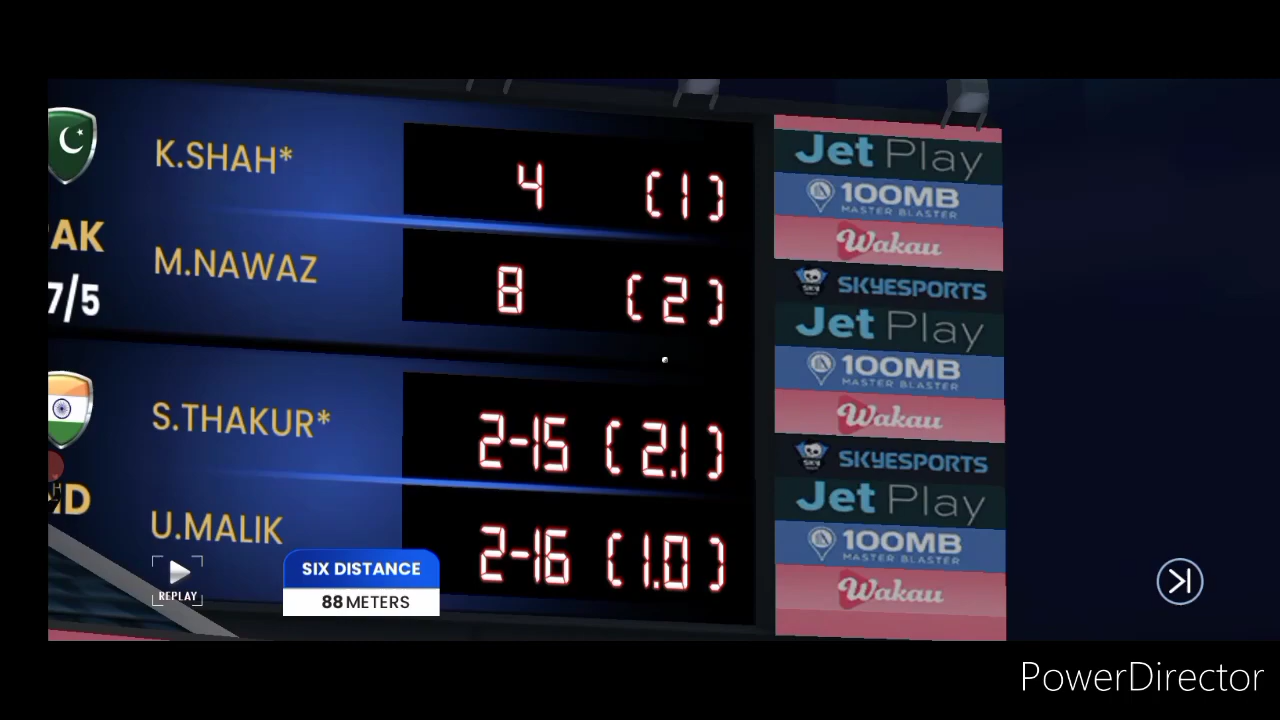 K.SHAH* 4 (1)
AK
M.NAWAZ 8 (2)
7/5
S.THAKUR* 2-15 (2.1)
U.MALIK 2-16 (1.0)
REPLAY
SIX DISTANCE
88 METERS
Jet Play
100MB
MASTER BLASTER
Wakau
SKY
SKYESPORTS
Jet Play
100MB
MASTER BLASTER
Wakau
SKY
SKYESPORTS
Jet Play
100MB
MASTER BLASTER
Wakau
PowerDirector